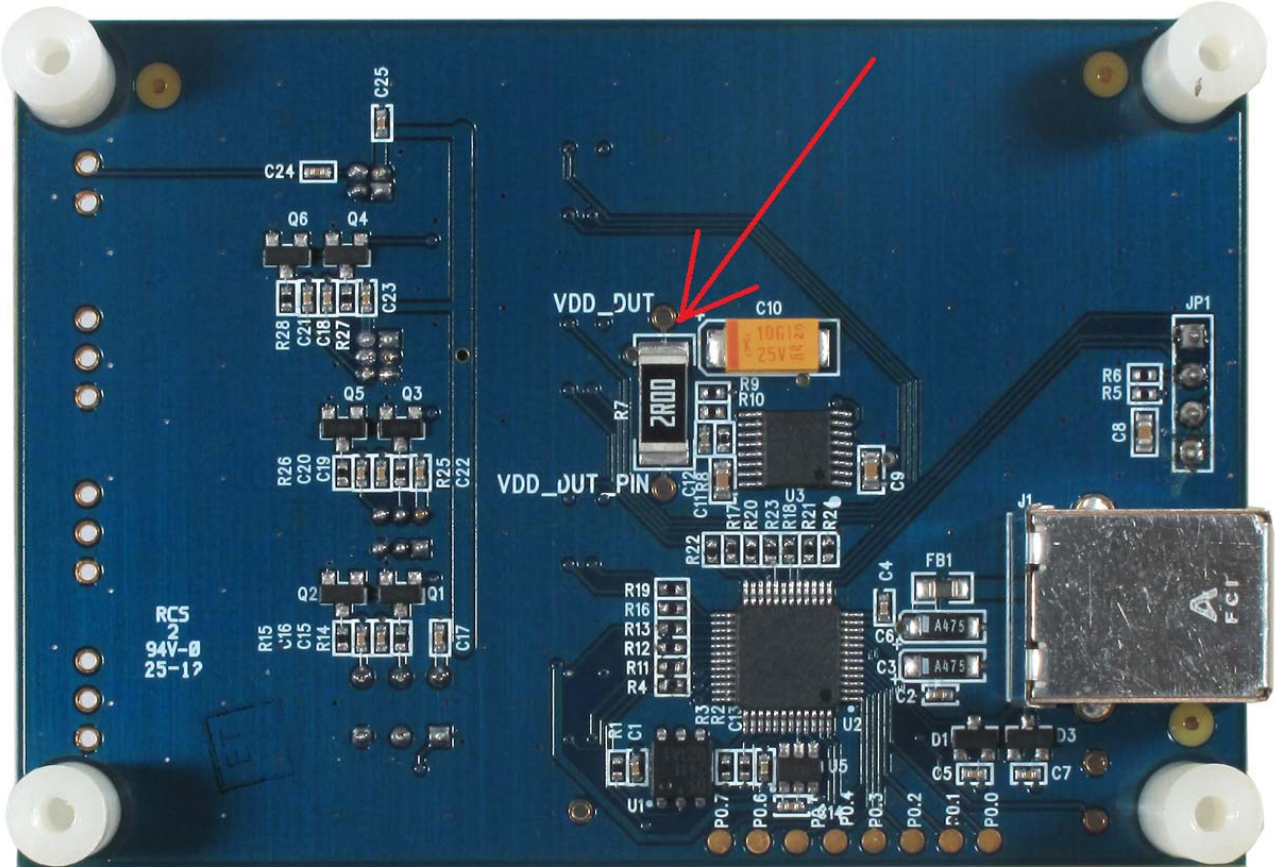 C25
C24
Q6
Q4
C23
R28
C21
C18
R27
VDD_OUT
+
C10
106
25V
JP1
R6
R5
C8
R9
R10
R7
2R00
Q5
Q3
R26
C20
C19
R25
C22
VDD_OUT_PIN
C12
R8
C11
U3
C9
R22
R17
R20
R23
R18
R21
J1
FB1
C4
A
FCI
Q2
Q1
RCS
2
94V-0
25-1?
R15
C16
C15
R14
C17
R19
R16
R13
R12
R11
R4
C6
A475
C3
A475
C2
R3
R2
C13
U2
R1
C1
U1
U5
D1
D3
C5
C7
ET
P0.7
P0.6
P0.4
P0.3
P0.2
P0.1
P0.0